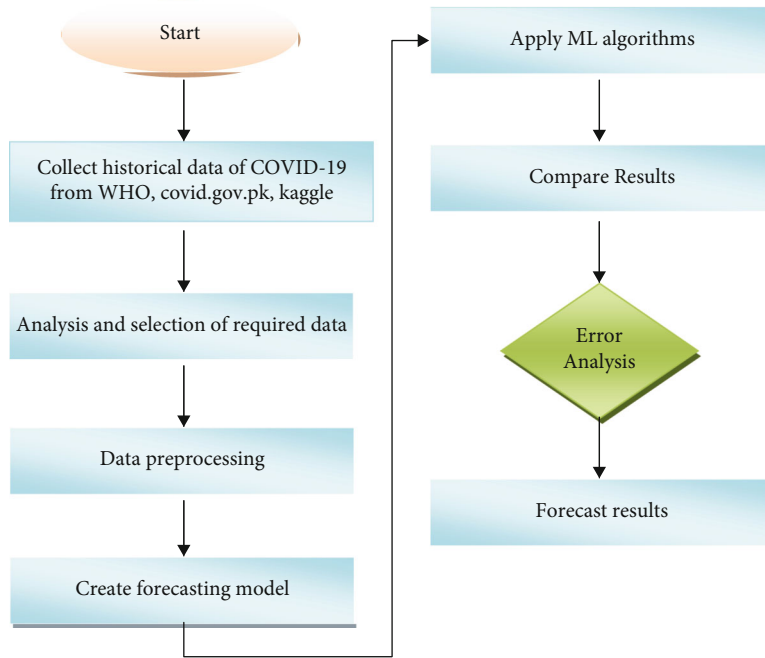 Start
Collect historical data of COVID-19
from WHO, covid.gov.pk, kaggle
Analysis and selection of required data
Data preprocessing
Create forecasting model
Apply ML algorithms
Compare Results
Error
Analysis
Forecast results